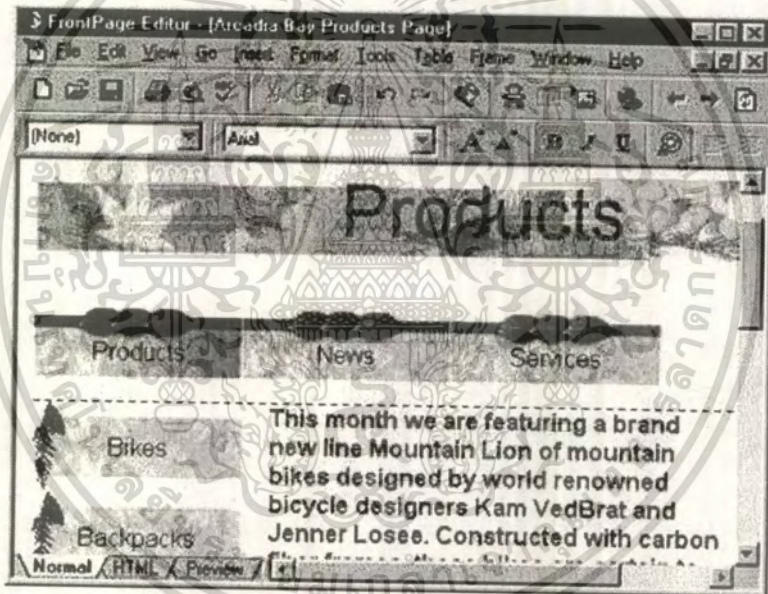 FrontPage Editor - [Arcadia Bay Products Page]
File Edit View Go Insert Format Tools Table Frame Window Help
(None) Arial
Products
Products News Services
Bikes
Backpacks
This month we are featuring a brand
new line Mountain Lion of mountain
bikes designed by world renowned
bicycle designers Kam VedBrat and
Jenner Losee. Constructed with carbon
Normal HTML Preview